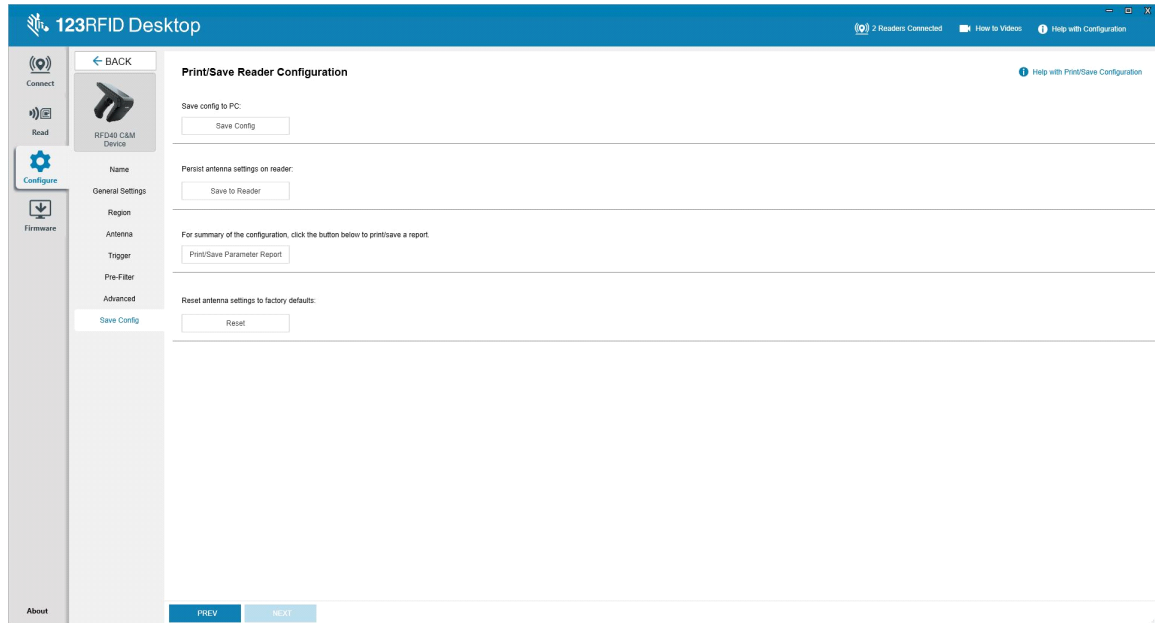 123RFID Desktop
2 Readers Connected
How to Videos
Help with Configuration
Connect
Read
Configure
Firmware
About
BACK
RFD40 C&M
Device
Name
General Settings
Region
Antenna
Trigger
Pre-Filter
Advanced
Save Config
Print/Save Reader Configuration
Help with Print/Save Configuration
Save config to PC:
Save Config
Persist antenna settings on reader:
Save to Reader
For summary of the configuration, click the button below to print/save a report.
Print/Save Parameter Report
Reset antenna settings to factory defaults:
Reset
PREV
NEXT